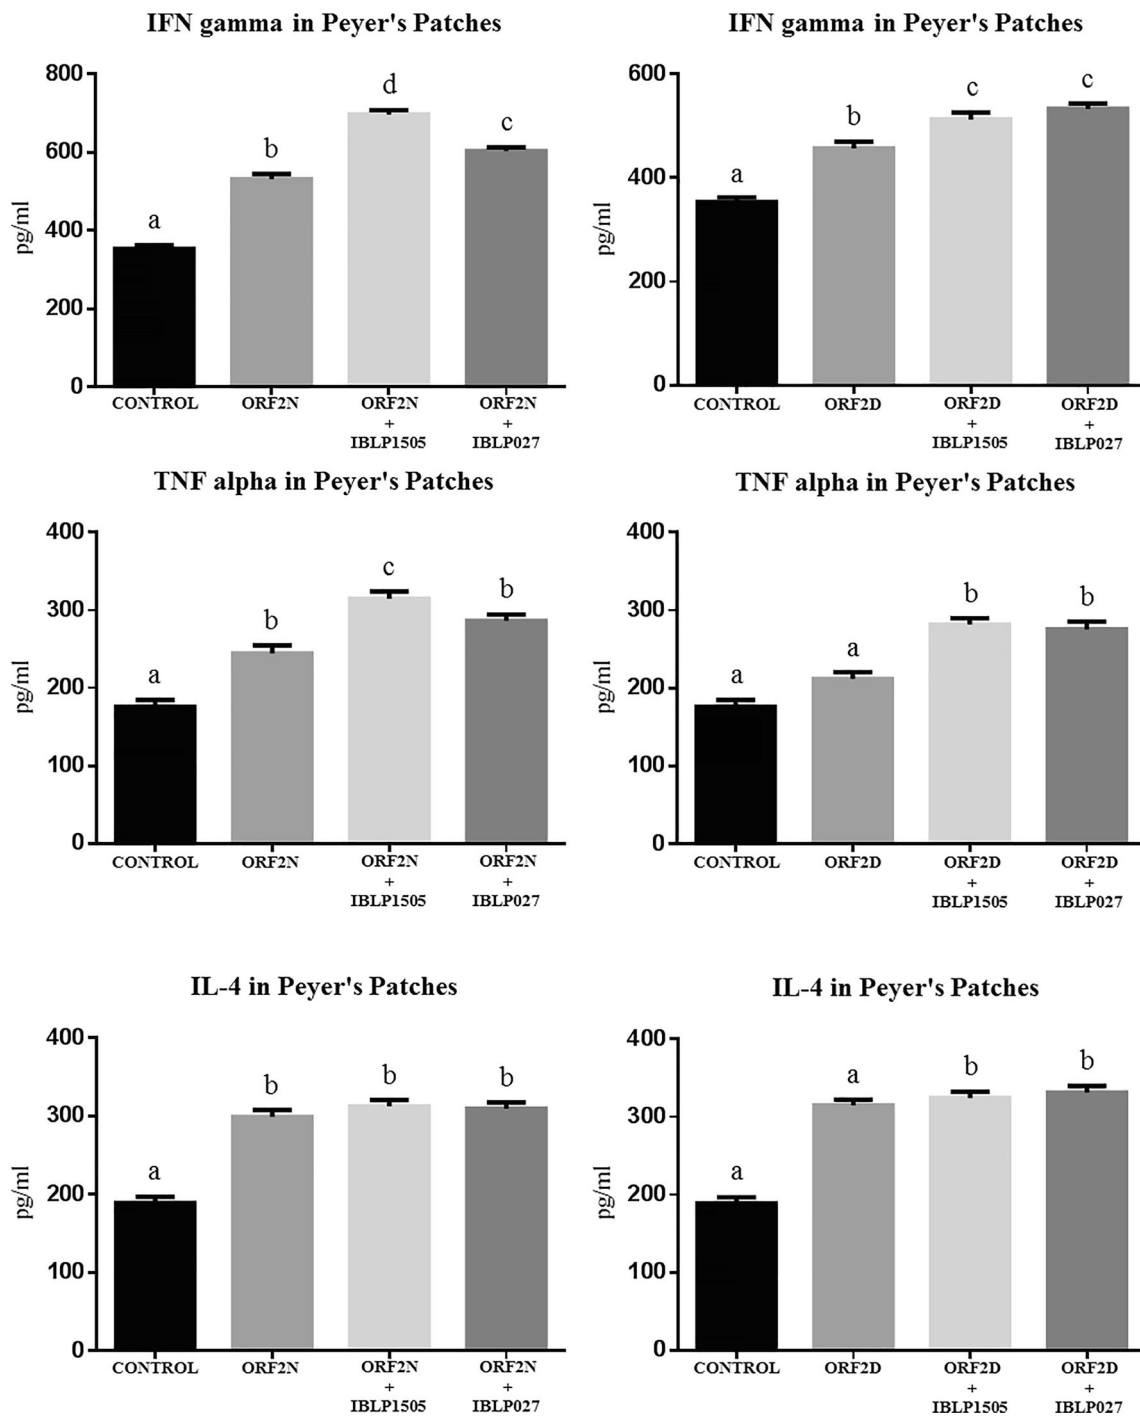 IFN gamma in Peyer's Patches
800
600
400
200
0
pg/ml
a
b
d
c
CONTROL
ORF2N
ORF2N
+
IBLP1505
ORF2N
+
IBLP027
IFN gamma in Peyer's Patches
600
400
200
0
pg/ml
a
b
c
c
CONTROL
ORF2D
ORF2D
+
IBLP1505
ORF2D
+
IBLP027
TNF alpha in Peyer's Patches
400
300
200
100
0
pg/ml
a
b
c
b
CONTROL
ORF2N
ORF2N
+
IBLP1505
ORF2N
+
IBLP027
TNF alpha in Peyer's Patches
400
300
200
100
0
pg/ml
a
a
b
b
CONTROL
ORF2D
ORF2D
+
IBLP1505
ORF2D
+
IBLP027
IL-4 in Peyer's Patches
400
300
200
100
0
pg/ml
a
b
b
b
CONTROL
ORF2N
ORF2N
+
IBLP1505
ORF2N
+
IBLP027
IL-4 in Peyer's Patches
400
300
200
100
0
pg/ml
a
a
b
b
CONTROL
ORF2D
ORF2D
+
IBLP1505
ORF2D
+
IBLP027